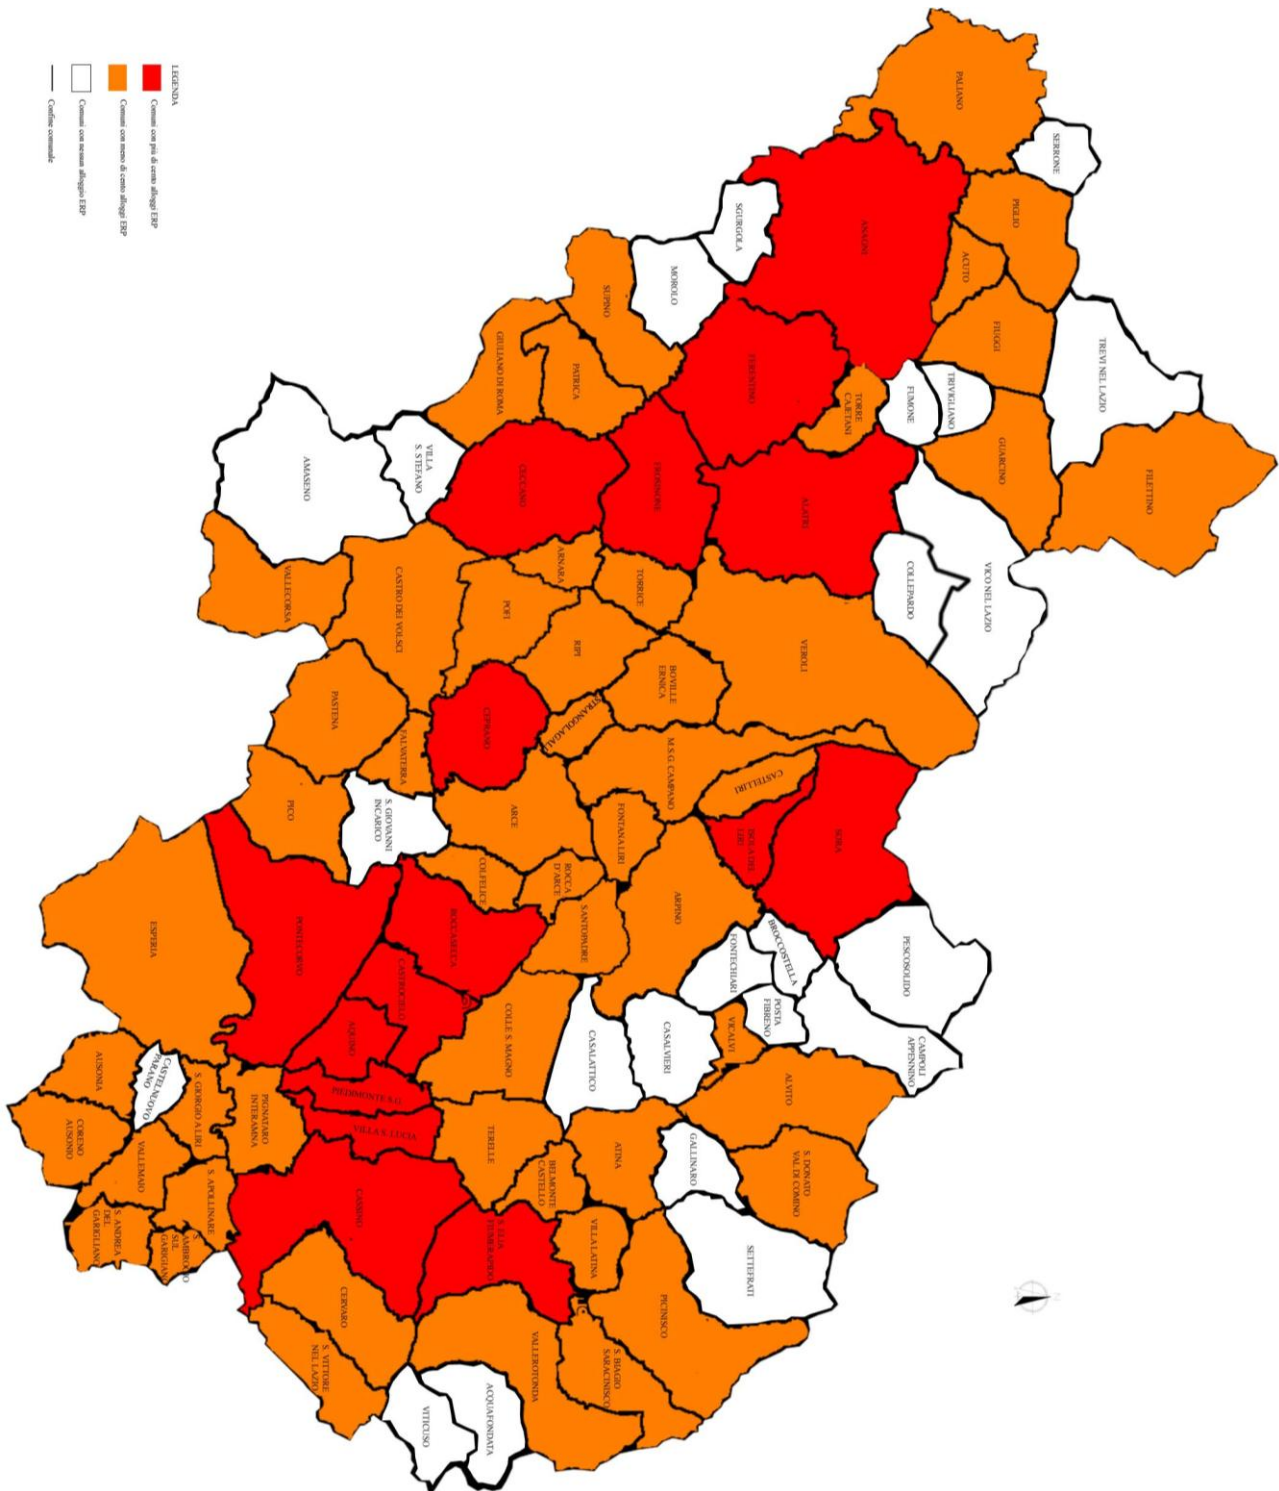 LEGENDA
Comuni con più di cento alloggi ERP
Comuni con meno di cento alloggi ERP
Comuni con nessun alloggio ERP
Confine comunale
PALIANO
SERRONE
PIGLIO
ACUTO
ANAGNI
SGURGOLA
MOROLO
SUPINO
PATRICA
GIULIANO DI ROMA
FERENTINO
FIUGGI
TREVI NEL LAZIO
TRIVIGLIANO
FUMONE
TORRE
CAJETANI
GUARCINO
FILETTINO
VILLA
S. STEFANO
AMASENO
CECCANO
FROSINONE
ALATRI
COLLEPARDO
VICO NEL LAZIO
VALLECORSA
CASTRO DEI VOLSCI
ARNARA
TORRICE
POFI
RIPI
BOVILLE
ERNICA
VEROLI
PASTENA
FALVATERRA
CEPRANO
STRANGOLAGALLI
M.S.G. CAMPANO
CASTELLIRI
ISOLA DEL
LIRI
SORA
PICO
S. GIOVANNI
INCARICO
ARCE
FONTANA LIRI
COLFELICE
ROCCA
D'ARCE
SANTOPADRE
ARPINO
BROCCOSTELLA
FONTECHIARI
PESCOSOLIDO
ESPERIA
PONTECORVO
ROCCASECCA
CASTROCIELO
AQUINO
COLLE S. MAGNO
CASALATTICO
CASALVIERI
VICALVI
POSTA
FIBRENO
CAMPOLI
APPENNINO
ALVITO
AUSONIA
CASTELNUOVO
PARANO
S. GIORGIO A LIRI
PIGNATARO
INTERAMNA
PIEDIMONTE S.G.
VILLA S. LUCIA
TERELLE
BELMONTE
CASTELLO
ATINA
GALLINARO
S. DONATO
VAL DI COMINO
CORENO
AUSONIO
VALLEMAIO
S. APOLLINARE
S. ANDREA
DEL
GARIGLIANO
S.
AMBROGIO
SUL
GARIGLIANO
CASSINO
S. ELIA
FIUMERAPIDO
VILLA LATINA
SETTEFRATI
PICINISCO
CERVARO
S. VITTORE
NEL LAZIO
VALLEROTONDA
S. BIAGIO
SARACINISCO
VITICUSO
ACQUAFONDATA